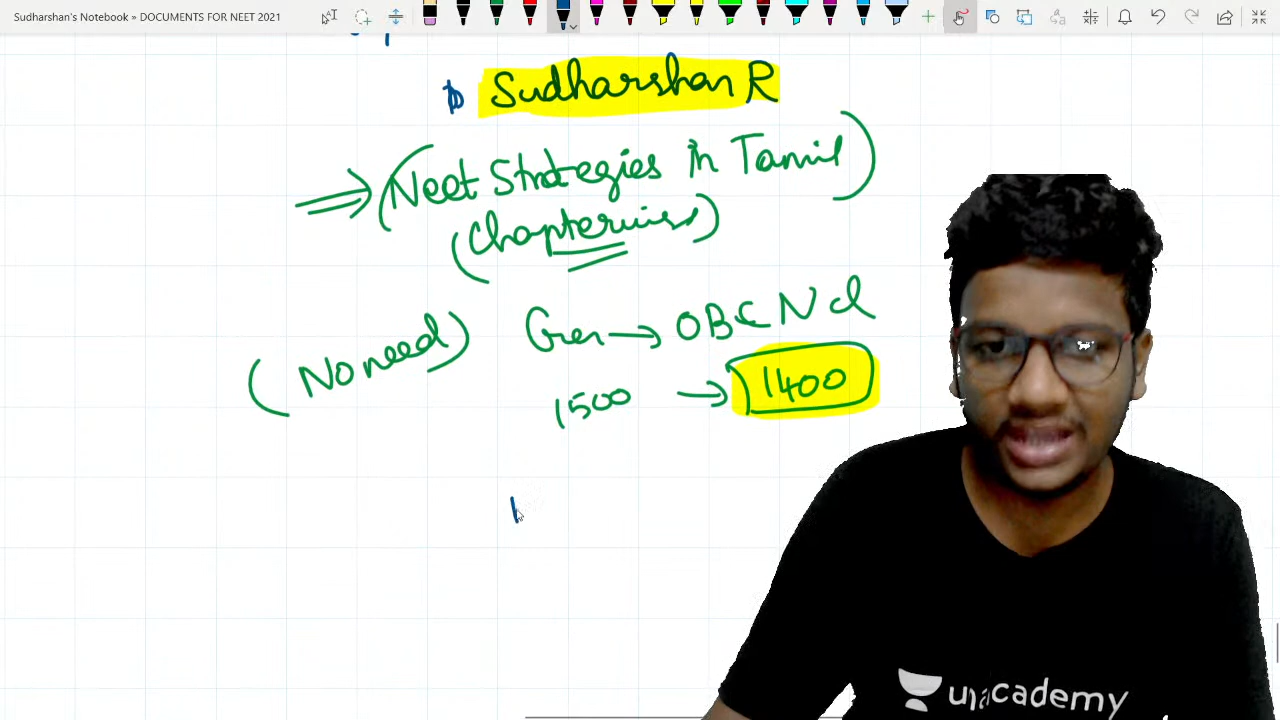 Sudharshan's Notebook » DOCUMENTS FOR NEET 2021
Sudharshan R
(Neet Strategies in Tamil)
(Chapterwise)
(No need) Gen → OBC NCl
1500 → 1400
unacademy